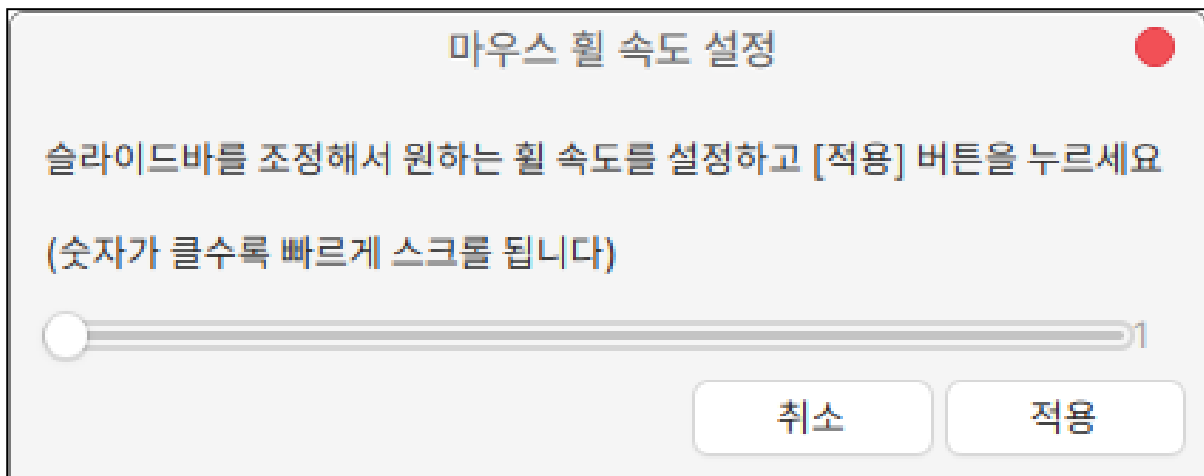 마우스 휠 속도 설정
슬라이드바를 조정해서 원하는 휠 속도를 설정하고 [적용] 버튼을 누르세요
(숫자가 클수록 빠르게 스크롤 됩니다)
1
취소 적용